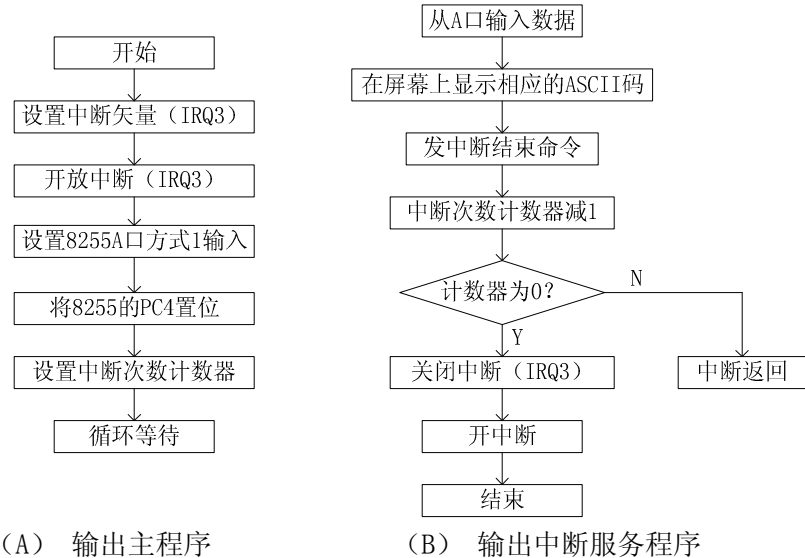 开始
设置中断矢量（IRQ3）
开放中断（IRQ3）
设置8255A口方式1输入
将8255的PC4置位
设置中断次数计数器
循环等待
（A） 输出主程序
从A口输入数据
在屏幕上显示相应的ASCII码
发中断结束命令
中断次数计数器减1
计数器为0？
N
Y
关闭中断（IRQ3）
中断返回
开中断
结束
（B） 输出中断服务程序